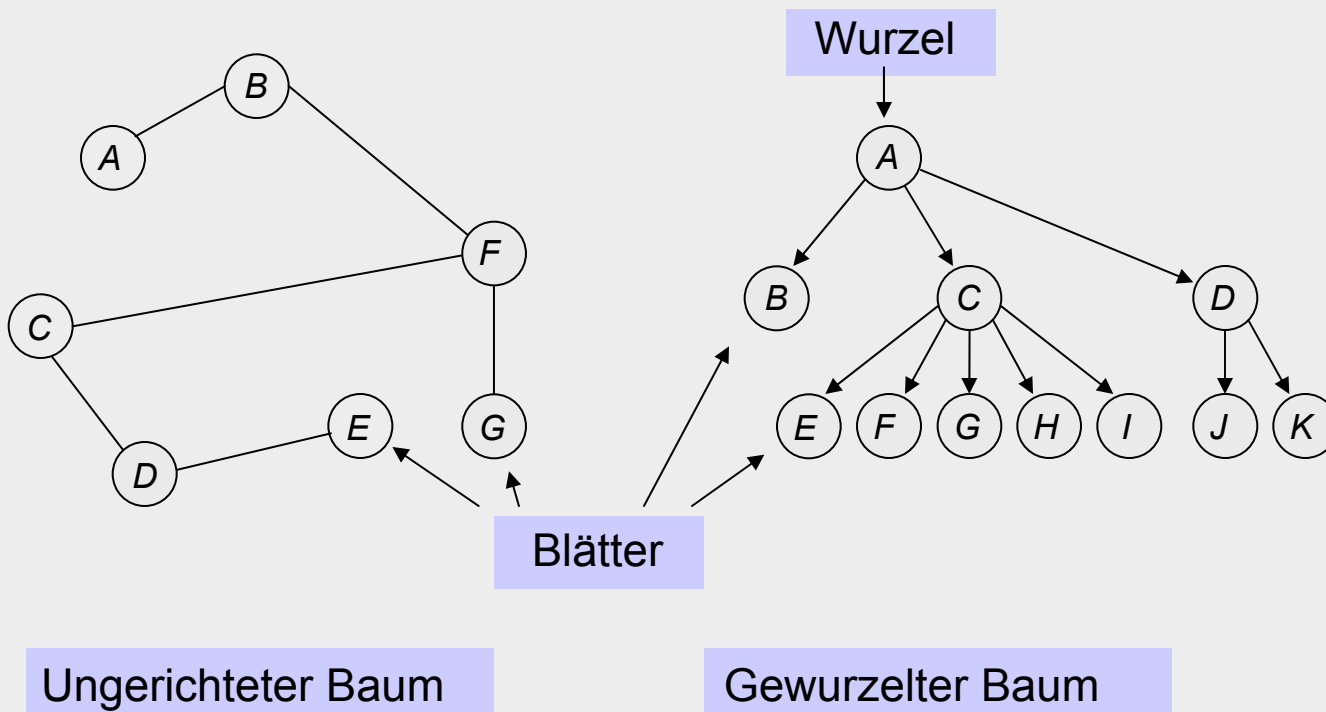 Wurzel
B
A
F
C
E
G
D
A
B
C
D
E F G H I J K
Blätter
Ungerichteter Baum
Gewurzelter Baum